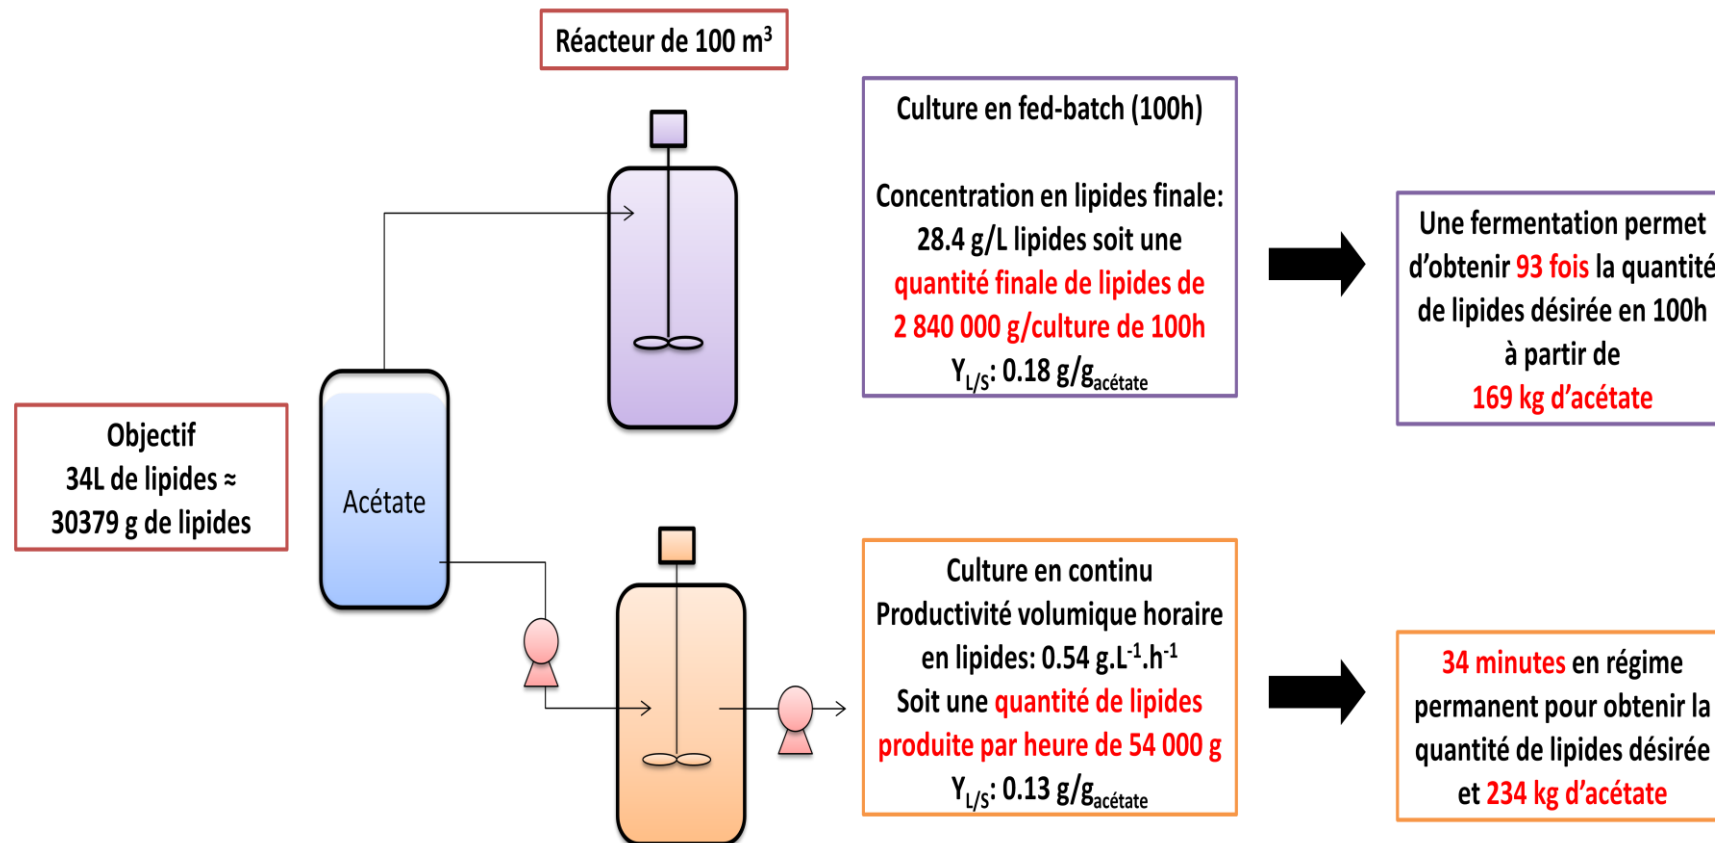 Réacteur de 100 m³
Culture en fed-batch (100h)
Concentration en lipides finale:
28.4 g/L lipides soit une
quantité finale de lipides de
2 840 000 g/culture de 100h
Y_L/S: 0.18 g/g_acétate
Une fermentation permet
d’obtenir 93 fois la quantité
de lipides désirée en 100h
à partir de
169 kg d’acétate
Objectif
34L de lipides ≈
30379 g de lipides
Acétate
Culture en continu
Productivité volumique horaire
en lipides: 0.54 g.L⁻¹.h⁻¹
Soit une quantité de lipides
produite par heure de 54 000 g
Y_L/S: 0.13 g/g_acétate
34 minutes en régime
permanent pour obtenir la
quantité de lipides désirée
et 234 kg d’acétate